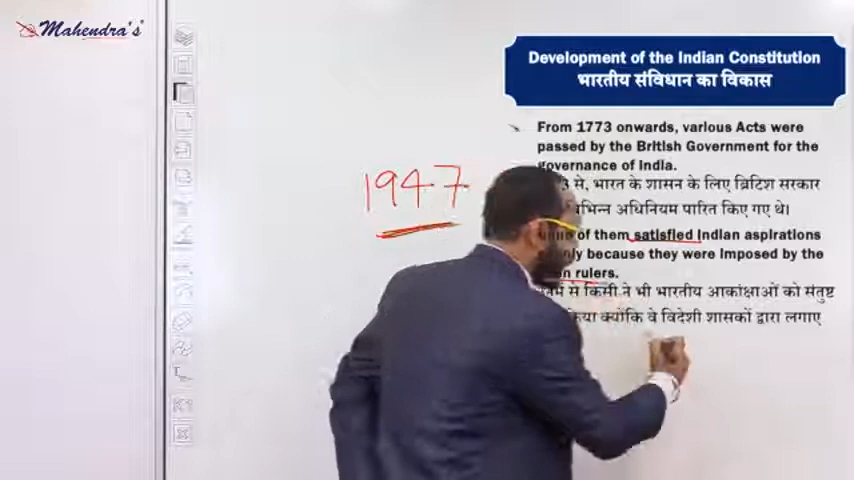 Mahendra's
Development of the Indian Constitution
भारतीय संविधान का विकास
From 1773 onwards, various Acts were
passed by the British Government for the
governance of India.
से, भारत के शासन के लिए ब्रिटिश सरकार
अधिनियम पारित किए गए थे।
1947
of them satisfied Indian aspirations
because they were imposed by the
rulers.
से किसी ने भी भारतीय आकांक्षाओं को संतुष्ट
क्योंकि वे विदेशी शासकों द्वारा लगाए